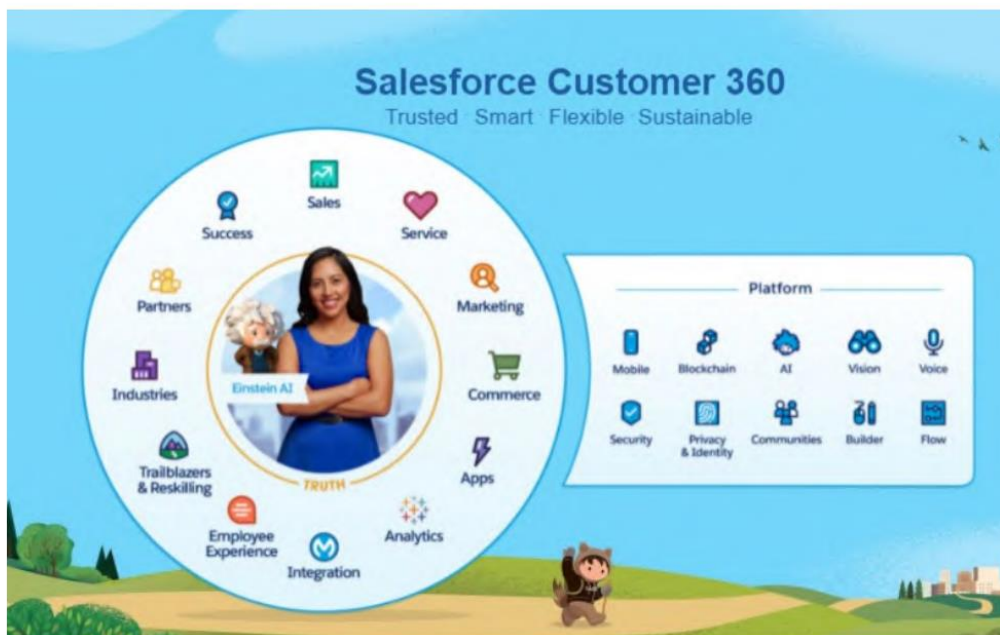 Salesforce Customer 360
Trusted Smart Flexible Sustainable
Sales
Service
Marketing
Commerce
Apps
Analytics
Integration
Employee
Experience
Trailblazers
& Reskilling
Industries
Partners
Success
Einstein AI
TRUTH
Platform
Mobile
Blockchain
AI
Vision
Voice
Security
Privacy
& Identity
Communities
Builder
Flow